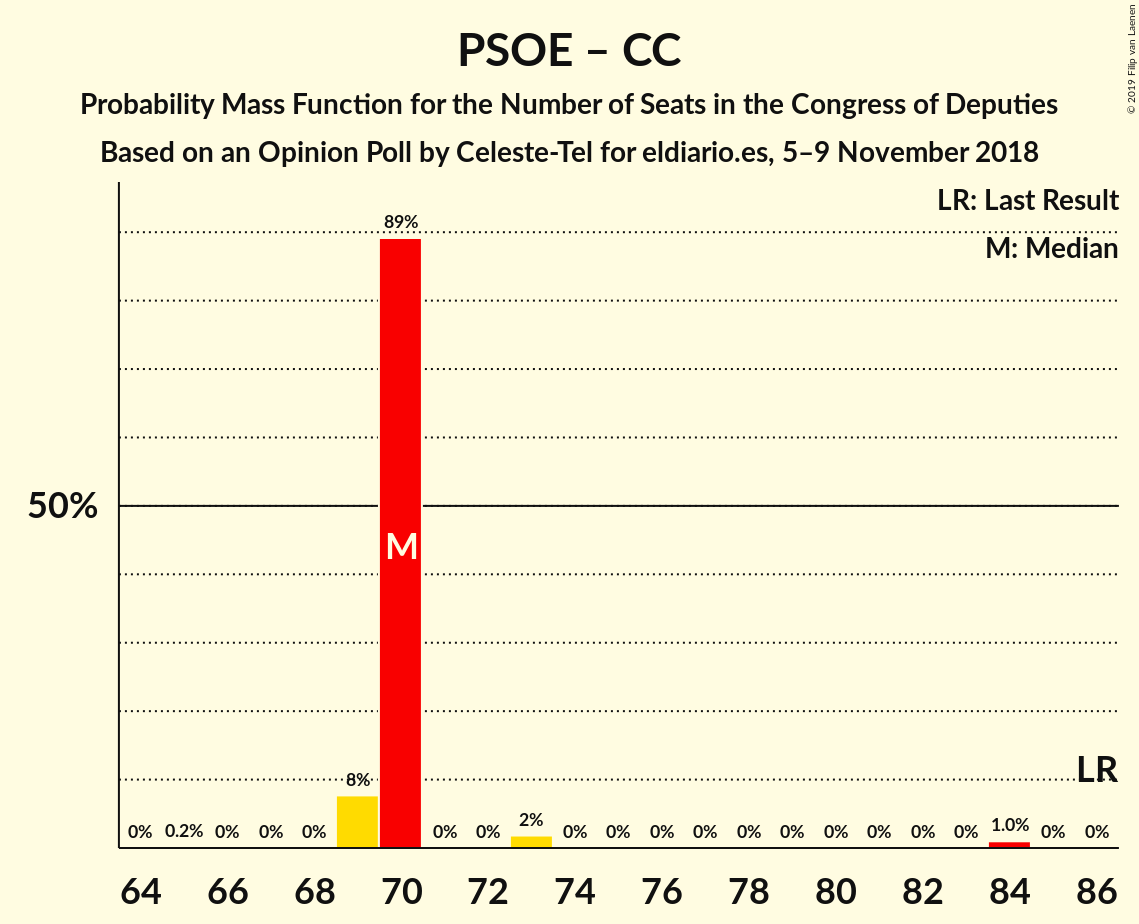 PSOE – CC
Probability Mass Function for the Number of Seats in the Congress of Deputies
Based on an Opinion Poll by Celeste-Tel for eldiario.es, 5–9 November 2018
© 2019 Filip van Laenen
LR: Last Result
M: Median
89%
50%
M
LR
8%
0% 0.2% 0% 0% 0% 0% 0% 2% 0% 0% 0% 0% 0% 0% 0% 0% 0% 0% 1.0% 0% 0%
64 66 68 70 72 74 76 78 80 82 84 86